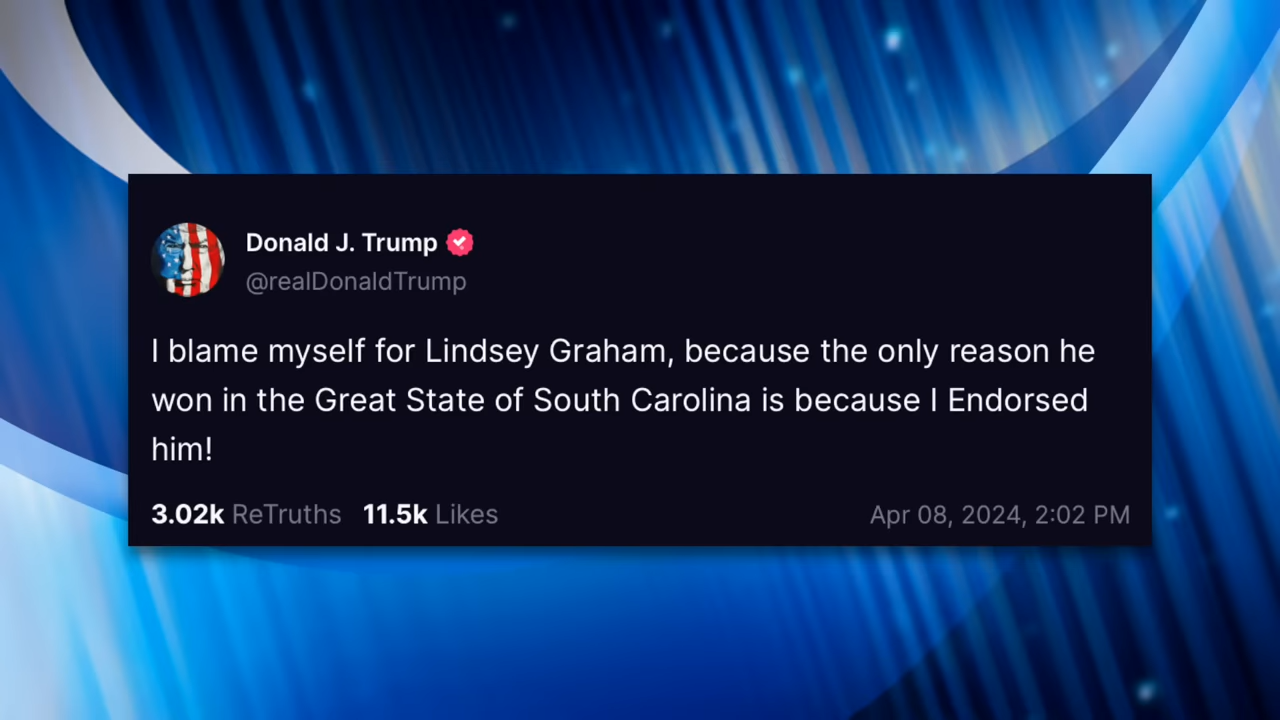 Donald J. Trump
@realDonaldTrump
I blame myself for Lindsey Graham, because the only reason he
won in the Great State of South Carolina is because I Endorsed
him!
3.02k ReTruths 11.5k Likes Apr 08, 2024, 2:02 PM